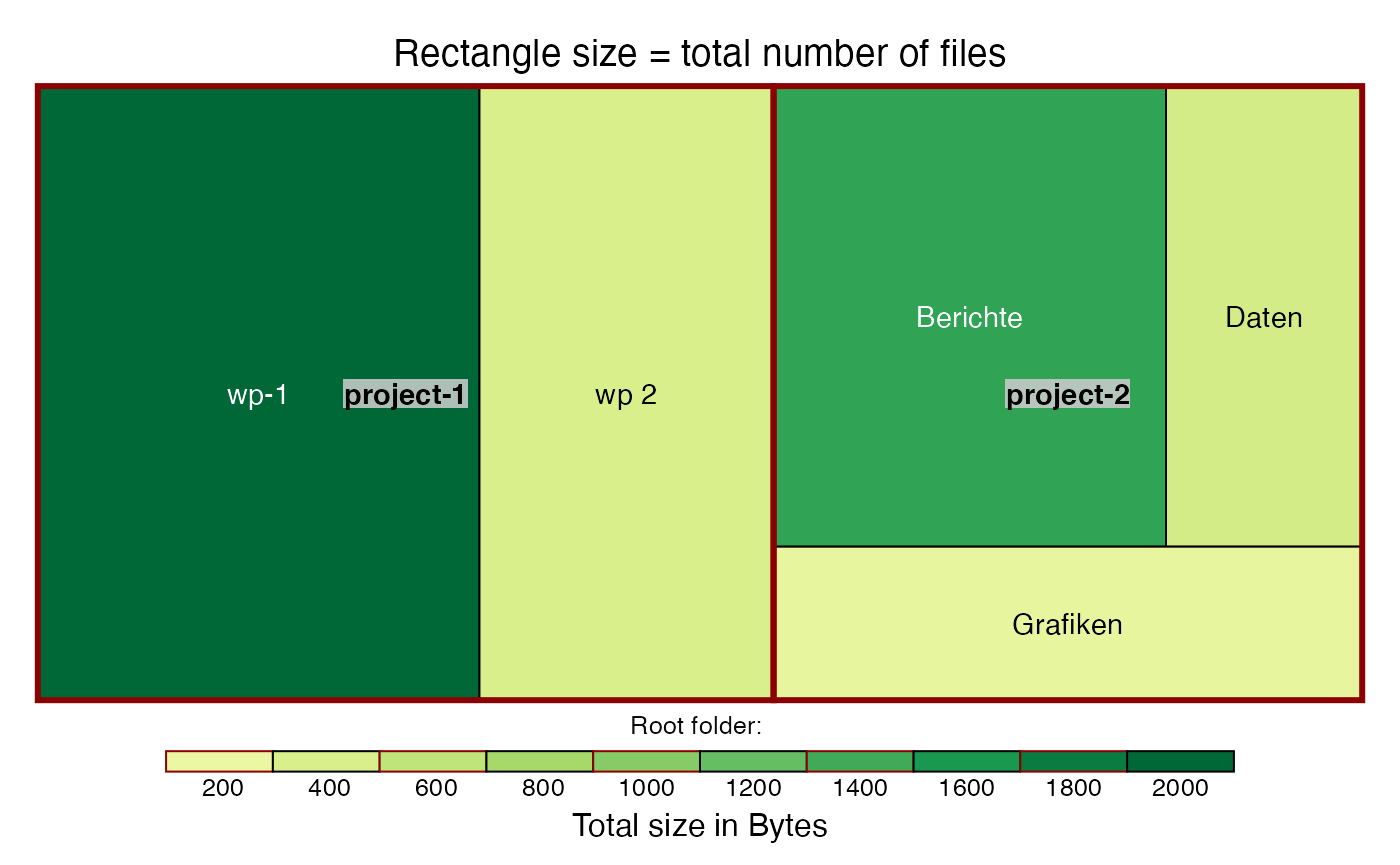 Rectangle size = total number of files
Berichte
Daten
wp-1
project-1
wp 2
project-2
Grafiken
Root folder:
200 400 600 800 1000 1200 1400 1600 1800 2000
Total size in Bytes